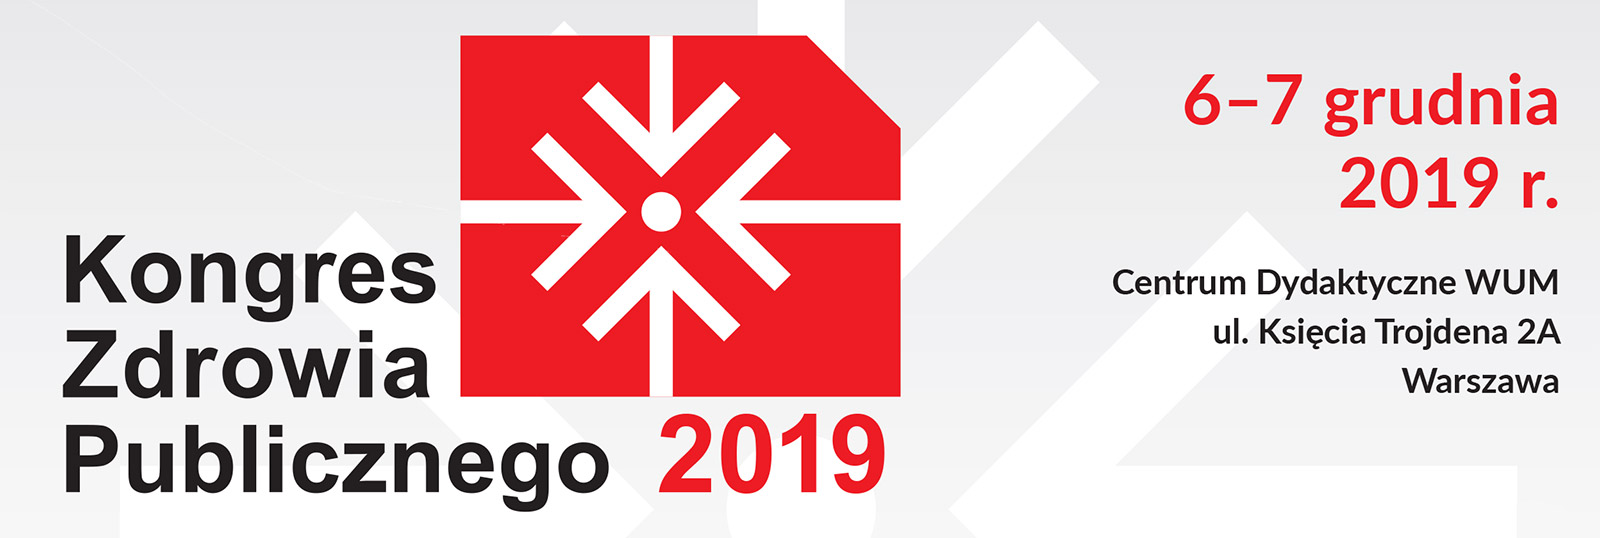 Kongres
Zdrowia
Publicznego 2019
6–7 grudnia
2019 r.
Centrum Dydaktyczne WUM
ul. Księcia Trojdena 2A
Warszawa